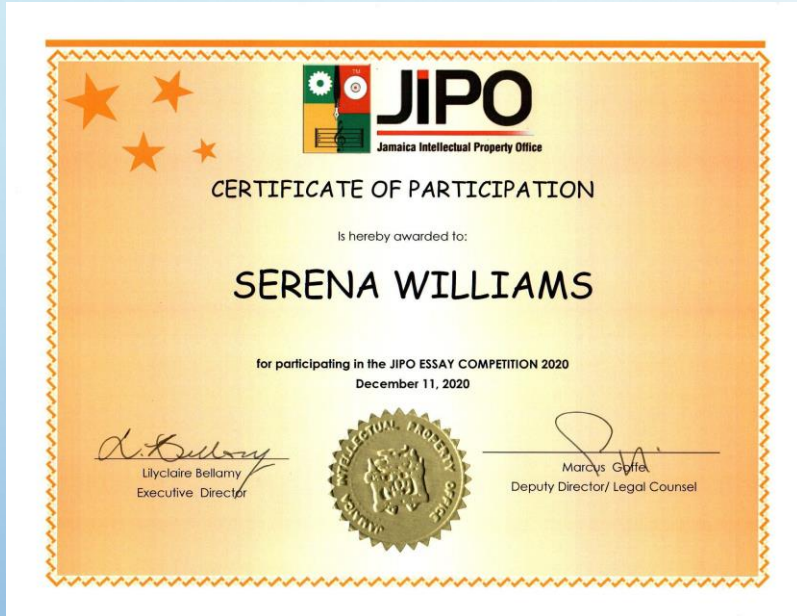 TM
JiPO
Jamaica Intellectual Property Office
CERTIFICATE OF PARTICIPATION
Is hereby awarded to:
SERENA WILLIAMS
for participating in the JIPO ESSAY COMPETITION 2020
December 11, 2020
L. Bellamy
Lilyclaire Bellamy
Executive Director
JAMAICA INTELLECTUAL PROPERTY OFFICE
Marcus Goffe
Deputy Director/ Legal Counsel